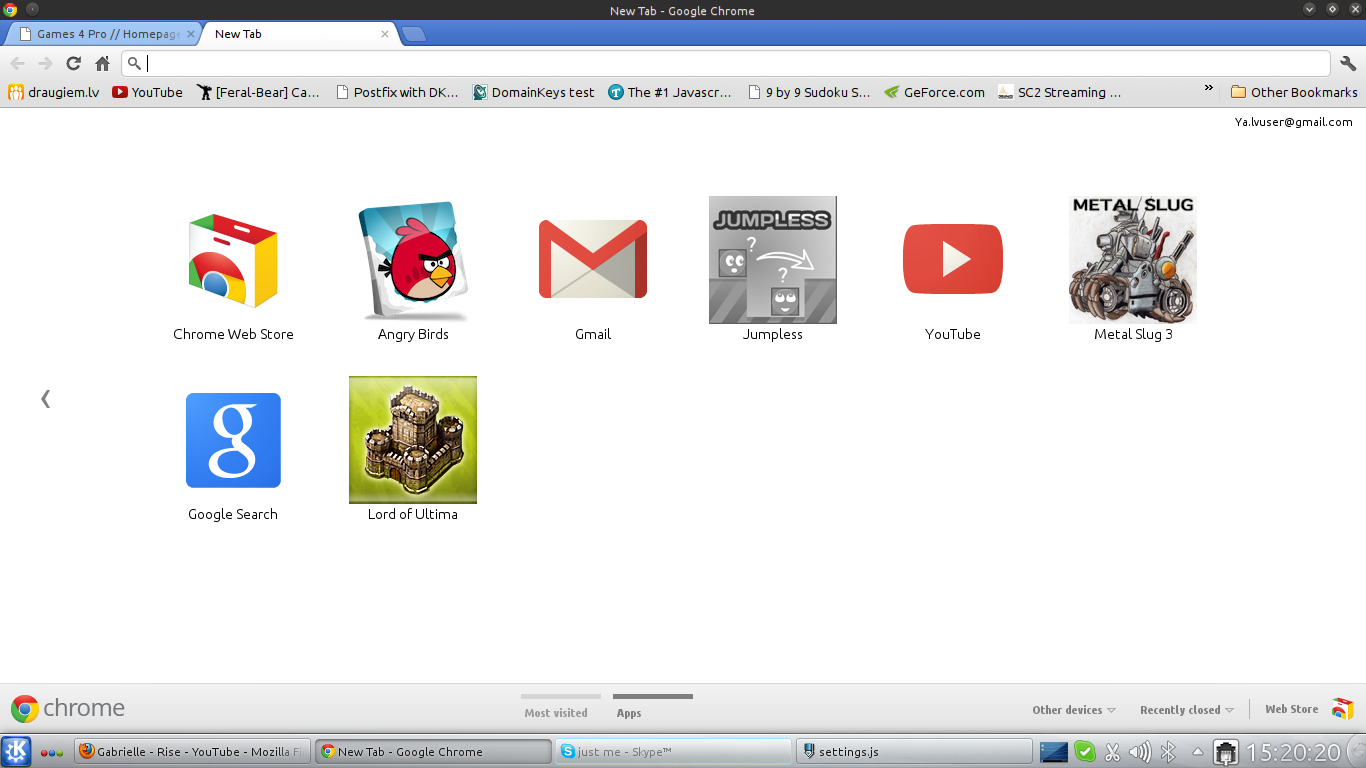 New Tab - Google Chrome
Games 4 Pro // Homepage
New Tab
draugiem.lv
YouTube
[Feral-Bear] Ca...
Postfix with DK...
DomainKeys test
The #1 Javascr...
9 by 9 Sudoku S...
GeForce.com
SC2 Streaming ...
»
Other Bookmarks
Ya.lvuser@gmail.com
JUMPLESS
?
?
METAL SLUG
Chrome Web Store
Angry Birds
Gmail
Jumpless
YouTube
Metal Slug 3
g
Google Search
Lord of Ultima
chrome
Most visited
Apps
Other devices
Recently closed
Web Store
Gabrielle - Rise - YouTube - Mozilla Fi
New Tab - Google Chrome
just me - Skype™
settings.js
15:20:20